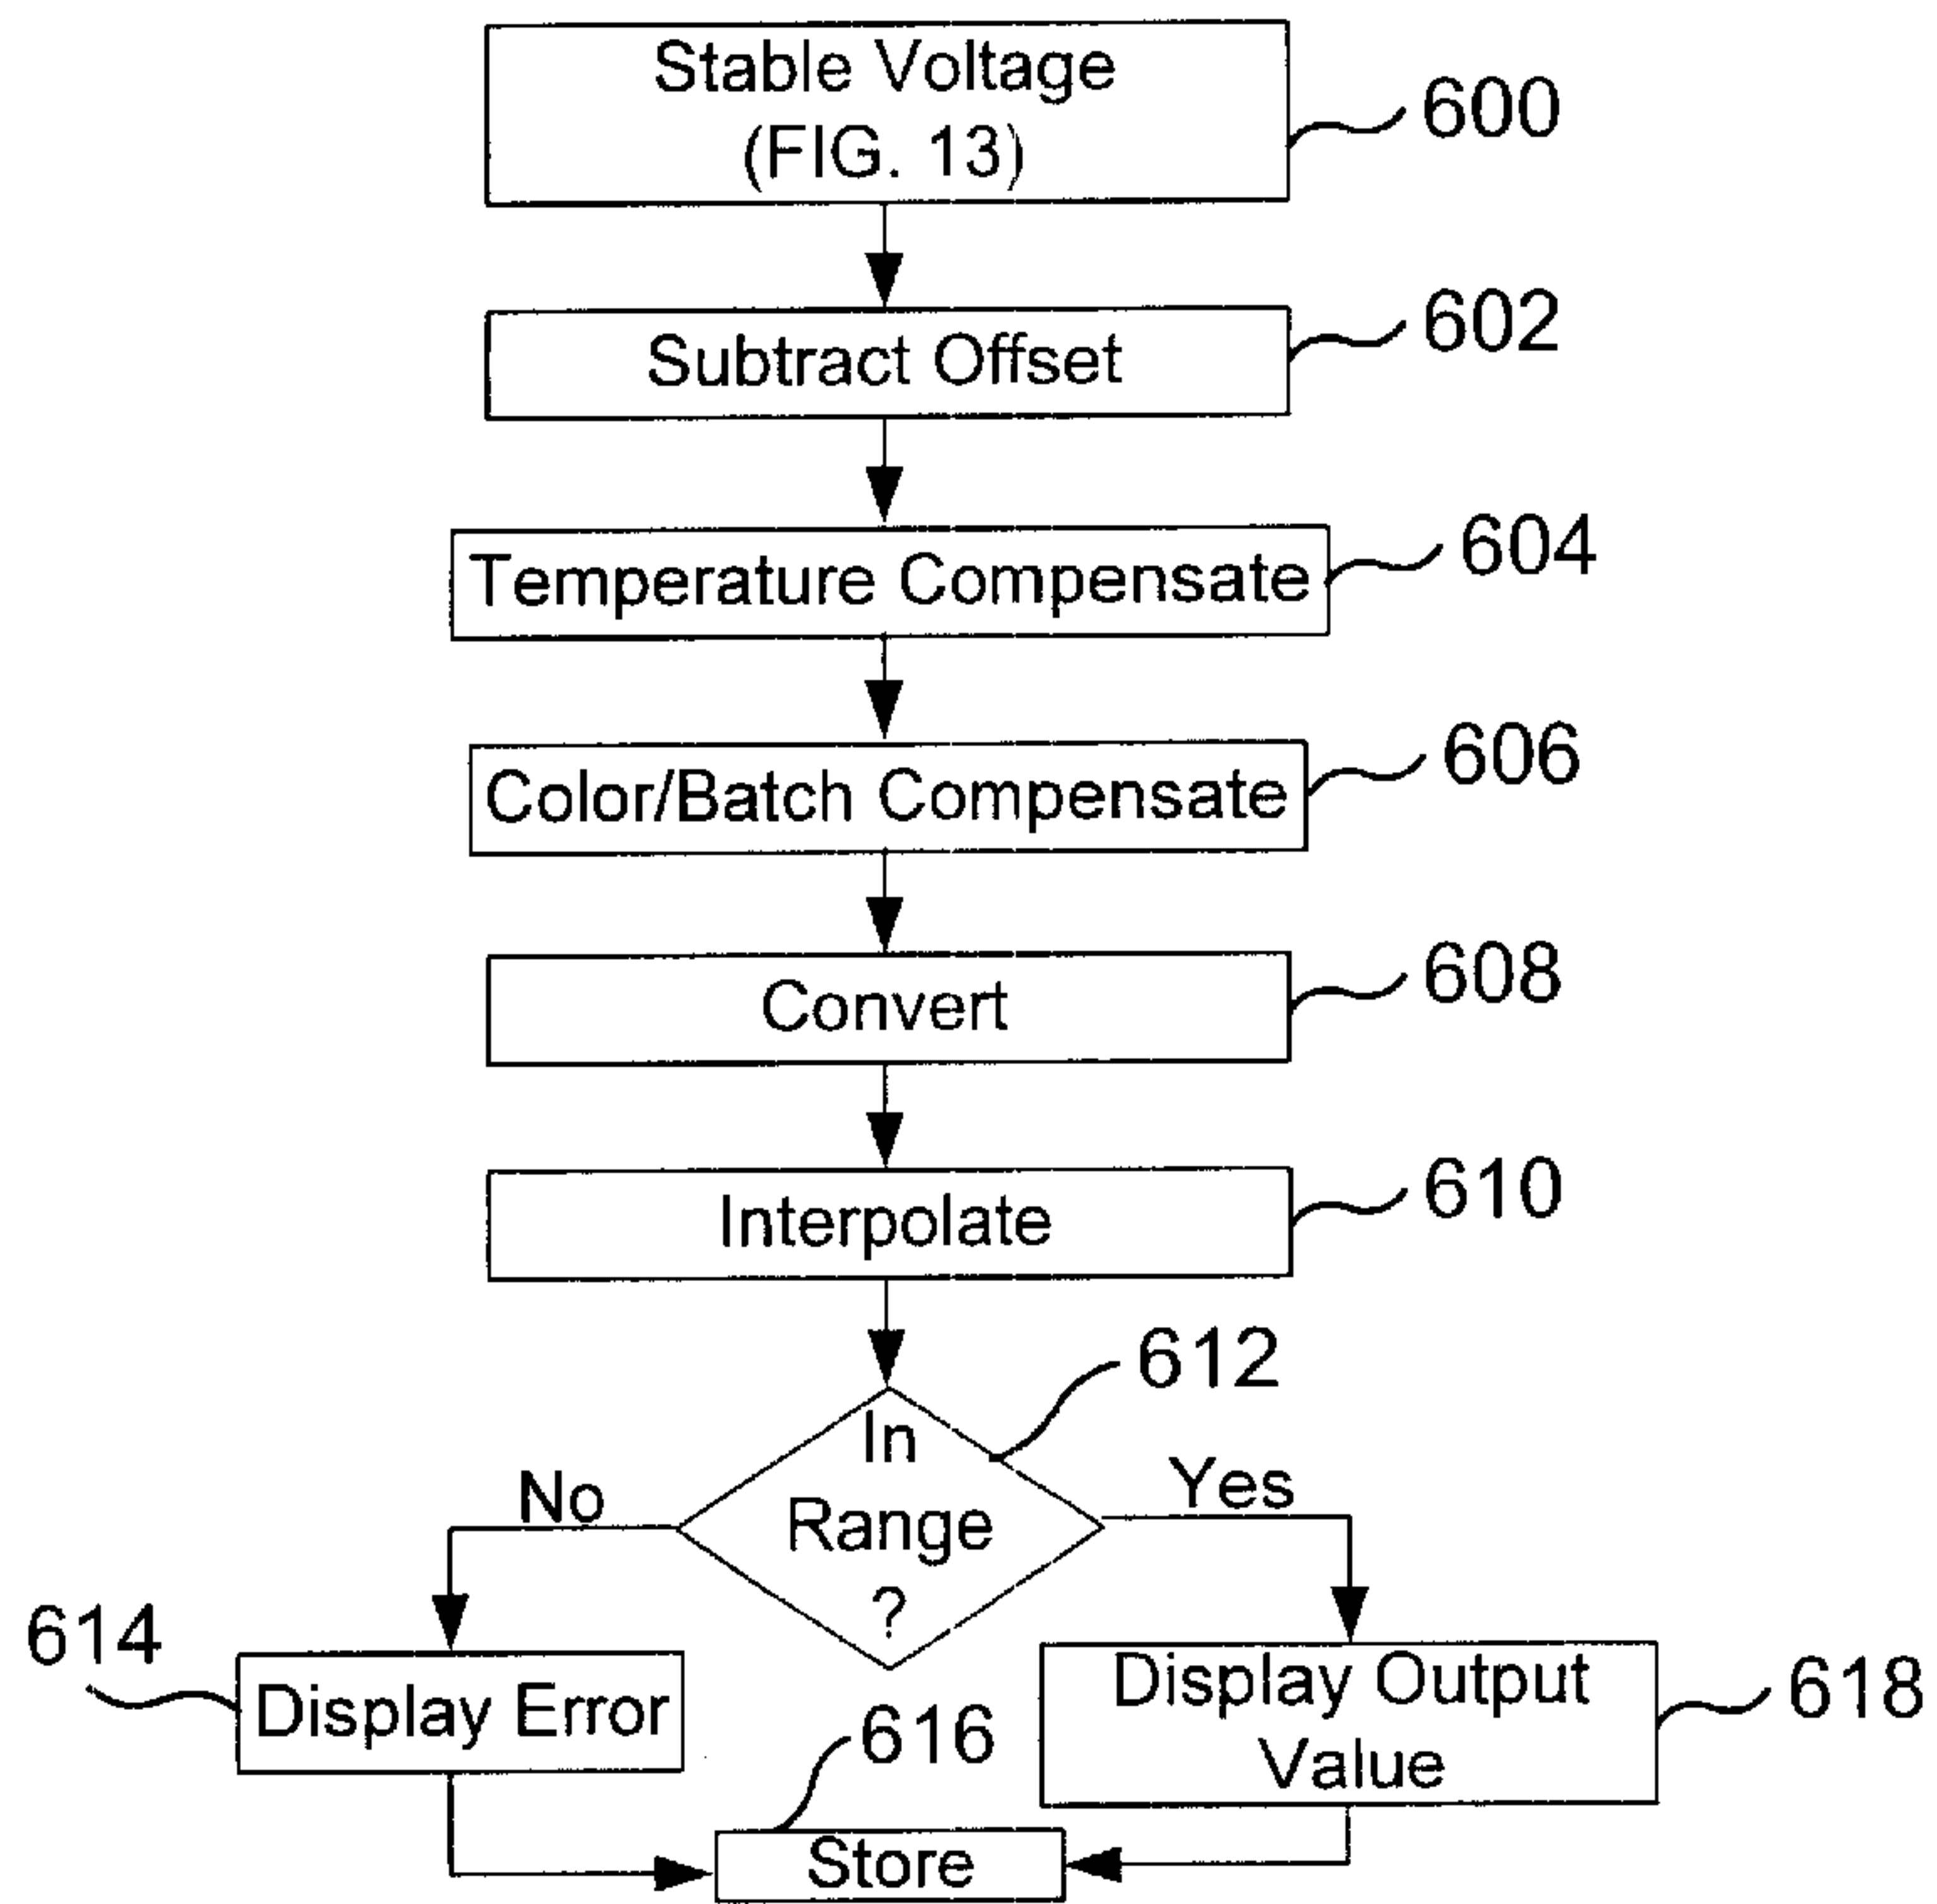 Stable Voltage
(FIG. 13)
600
Subtract Offset
602
Temperature Compensate
604
Color/Batch Compensate
606
Convert
608
Interpolate
610
612
In
Range
?
No
Yes
614
Display Error
Display Output
Value
618
616
Store